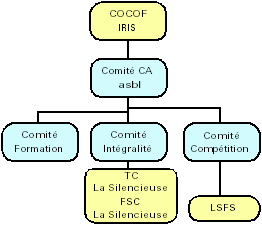 COCOF
IRIS
Comité CA
asbl
Comité
Formation
Comité
Intégralité
Comité
Compétition
TC
La Silencieuse
FSC
La Silencieuse
LSFS